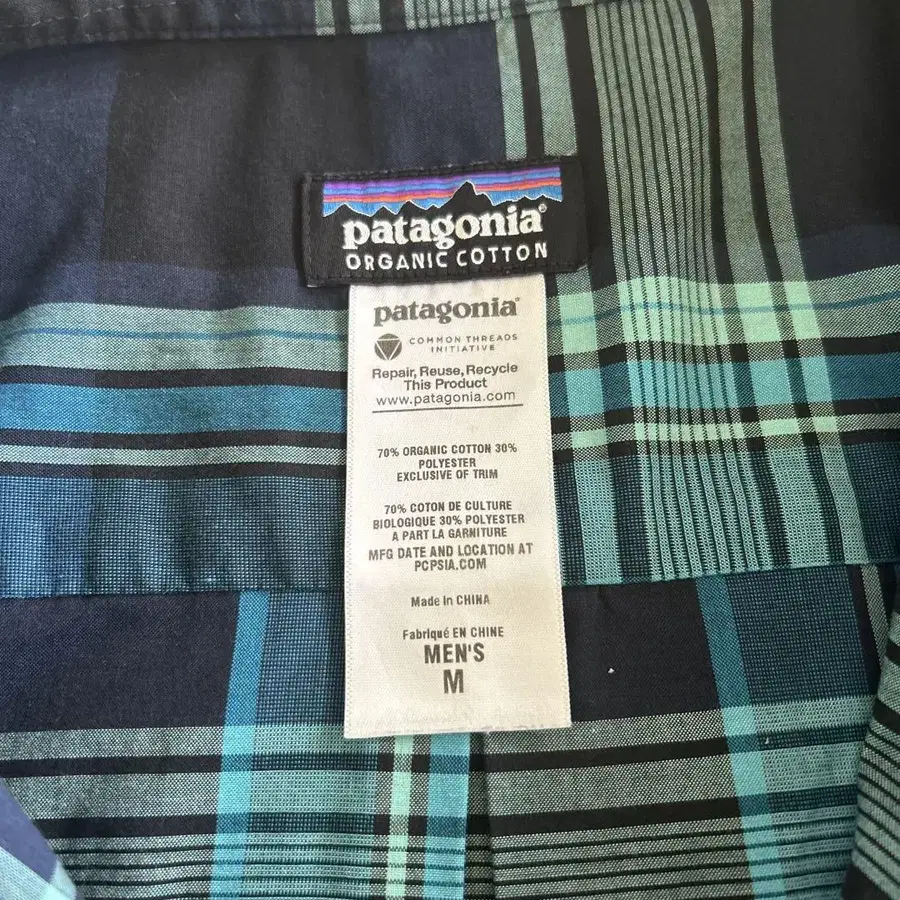 patagonia®
ORGANIC COTTON
patagonia®
COMMON THREADS
INITIATIVE
Repair, Reuse, Recycle
This Product
www.patagonia.com
70% ORGANIC COTTON 30%
POLYESTER
EXCLUSIVE OF TRIM
70% COTON DE CULTURE
BIOLOGIQUE 30% POLYESTER
A PART LA GARNITURE
MFG DATE AND LOCATION AT
PCPSIA.COM
Made in CHINA
Fabriqué EN CHINE
MEN'S
M